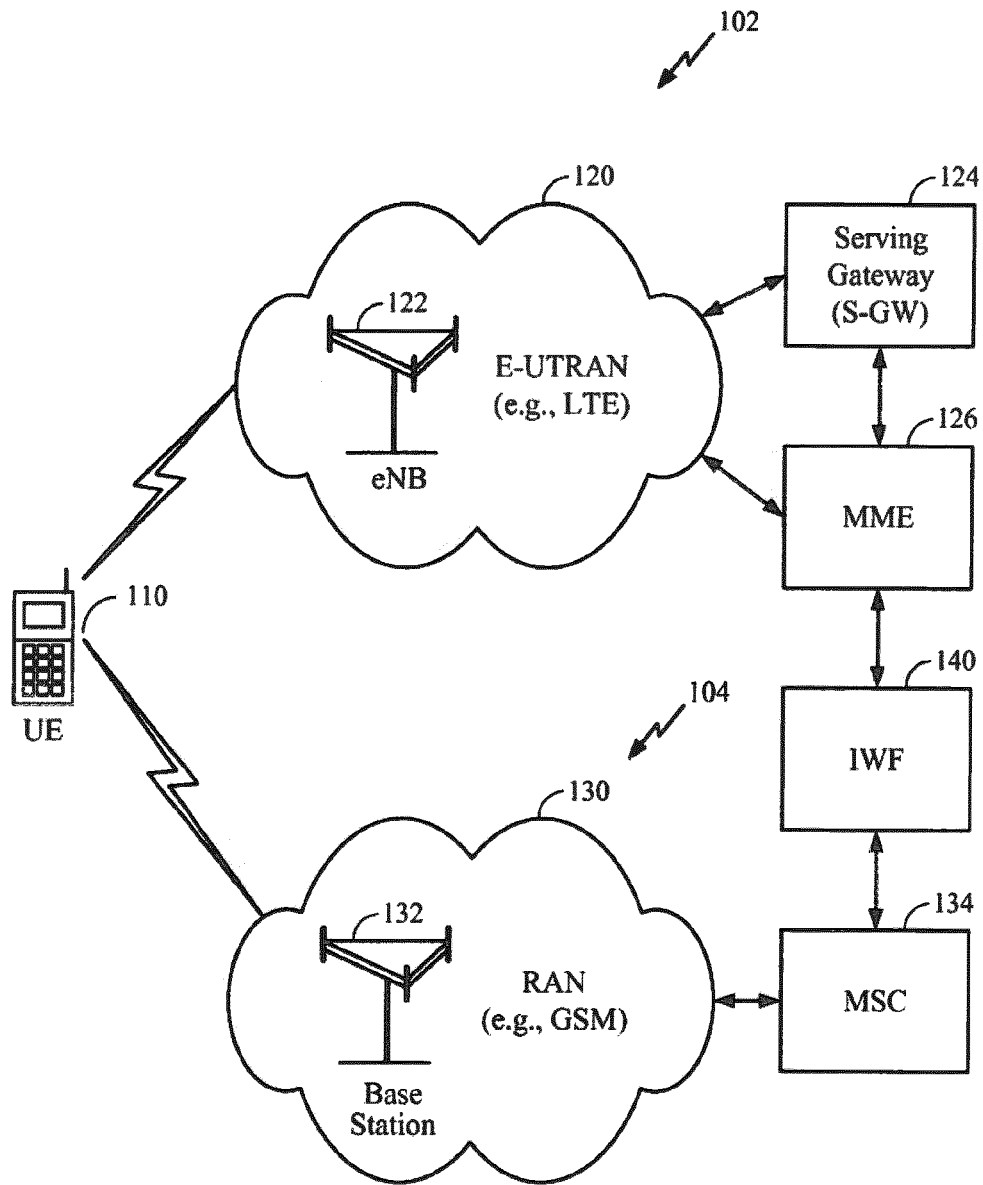 102
120
124
Serving
Gateway
(S-GW)
122
E-UTRAN
(e.g., LTE)
eNB
126
MME
110
UE
140
IWF
104
130
134
MSC
132
RAN
(e.g., GSM)
Base
Station